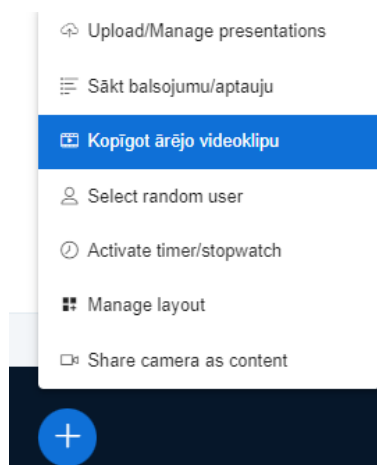 Upload/Manage presentations
Sākt balsojumu/aptauju
Kopīgot ārējo videoklipu
Select random user
Activate timer/stopwatch
Manage layout
Share camera as content